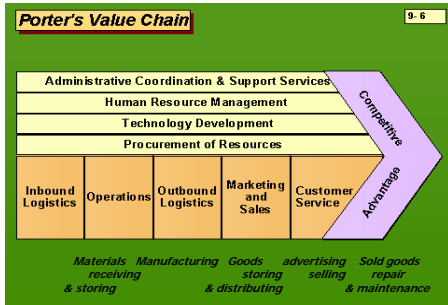 Porter's Value Chain
9- 6
Administrative Coordination & Support Services
Human Resource Management
Technology Development
Procurement of Resources
Competitive
Advantage
Inbound
Logistics
Operations
Outbound
Logistics
Marketing
and
Sales
Customer
Service
Materials
receiving
& storing
Manufacturing
Goods
storing
& distributing
advertising
selling
Sold goods
repair
& maintenance